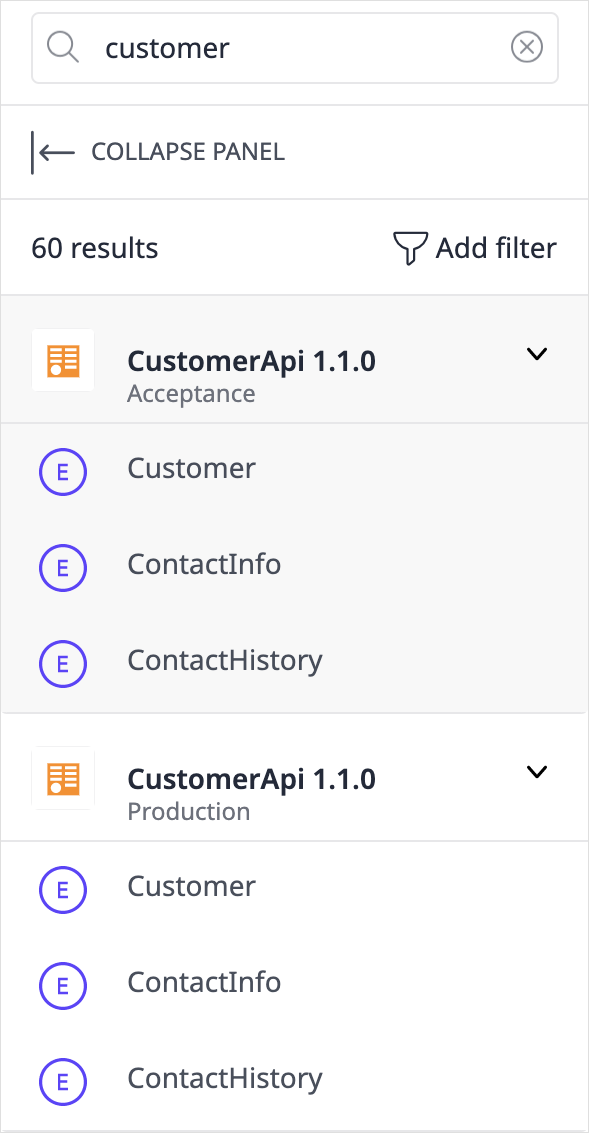 customer
COLLAPSE PANEL
60 results Add filter
CustomerApi 1.1.0
Acceptance
E Customer
E ContactInfo
E ContactHistory
CustomerApi 1.1.0
Production
E Customer
E ContactInfo
E ContactHistory